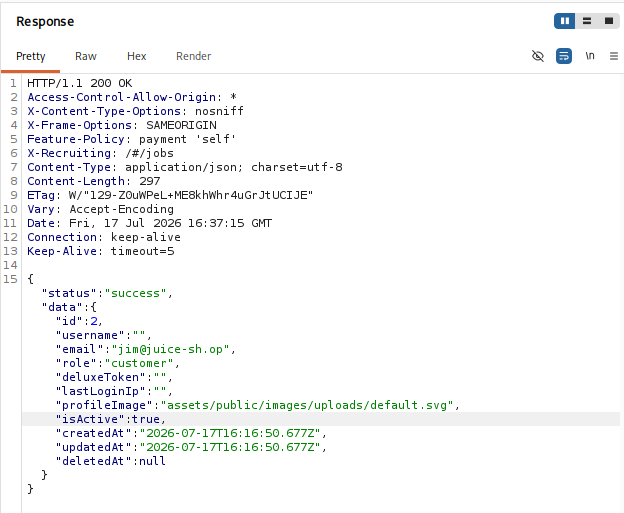 Response
Pretty Raw Hex Render \n
1 HTTP/1.1 200 OK
2 Access-Control-Allow-Origin: *
3 X-Content-Type-Options: nosniff
4 X-Frame-Options: SAMEORIGIN
5 Feature-Policy: payment 'self'
6 X-Recruiting: /#/jobs
7 Content-Type: application/json; charset=utf-8
8 Content-Length: 297
9 ETag: W/"129-Z0uWPeL+ME8khWhr4uGrJtUCIJE"
10 Vary: Accept-Encoding
11 Date: Fri, 17 Jul 2026 16:37:15 GMT
12 Connection: keep-alive
13 Keep-Alive: timeout=5
14
15 {
"status":"success",
"data":{
"id":2,
"username":"",
"email":"jim@juice-sh.op",
"role":"customer",
"deluxeToken":"",
"lastLoginIp":"",
"profileImage":"assets/public/images/uploads/default.svg",
"isActive":true,
"createdAt":"2026-07-17T16:16:50.677Z",
"updatedAt":"2026-07-17T16:16:50.677Z",
"deletedAt":null
}
}